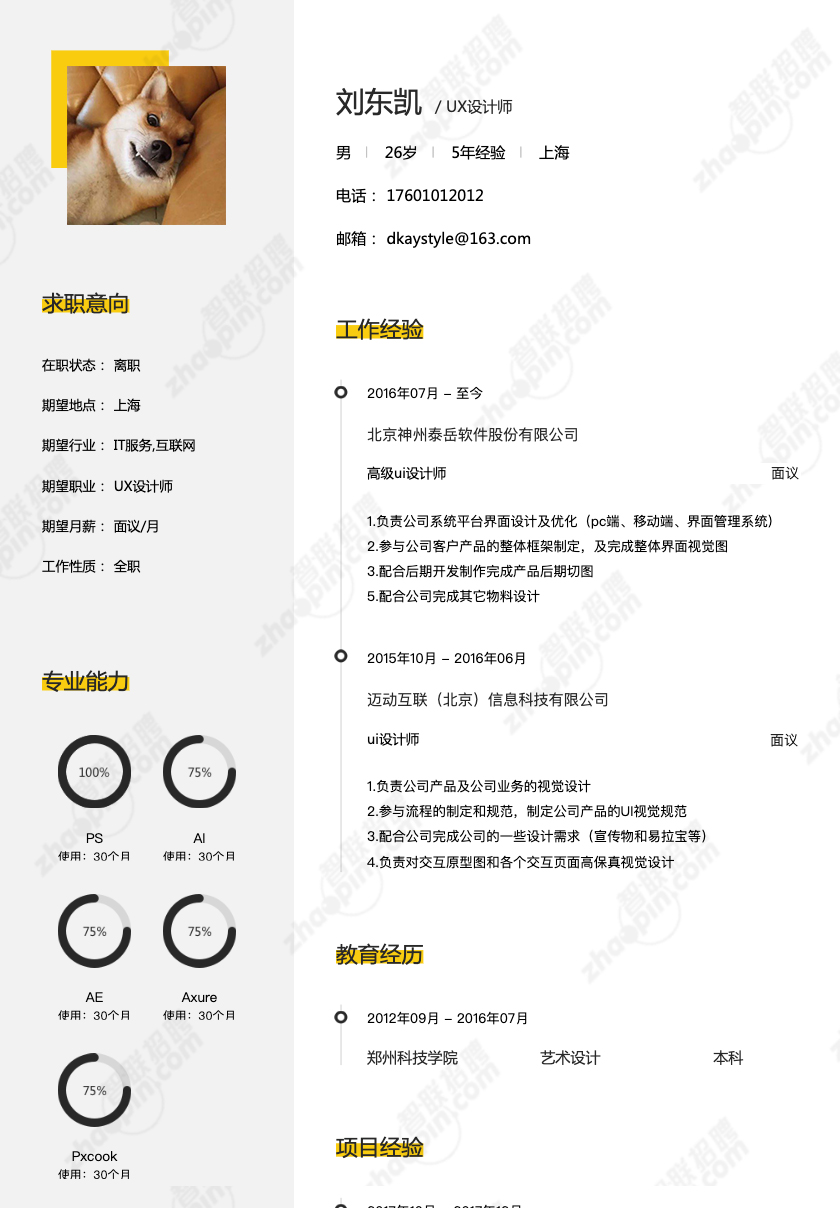 刘东凯 / UX设计师
男 | 26岁 | 5年经验 | 上海
电话： 17601012012
邮箱： dkaystyle@163.com
求职意向
在职状态： 离职
期望地点： 上海
期望行业： IT服务,互联网
期望职业： UX设计师
期望月薪： 面议/月
工作性质： 全职
专业能力
100% 75%
PS AI
使用：30个月 使用：30个月
75% 75%
AE Axure
使用：30个月 使用：30个月
75%
Pxcook
使用：30个月
工作经验
2016年07月 – 至今
北京神州泰岳软件股份有限公司
高级ui设计师 面议
1.负责公司系统平台界面设计及优化（pc端、移动端、界面管理系统）
2.参与公司客户产品的整体框架制定，及完成整体界面视觉图
3.配合后期开发制作完成产品后期切图
5.配合公司完成其它物料设计
2015年10月 – 2016年06月
迈动互联（北京）信息科技有限公司
ui设计师 面议
1.负责公司产品及公司业务的视觉设计
2.参与流程的制定和规范，制定公司产品的UI视觉规范
3.配合公司完成公司的一些设计需求（宣传物和易拉宝等）
4.负责对交互原型图和各个交互页面高保真视觉设计
教育经历
2012年09月 – 2016年07月
郑州科技学院 艺术设计 本科
项目经验
智联招聘
zhaopin.com